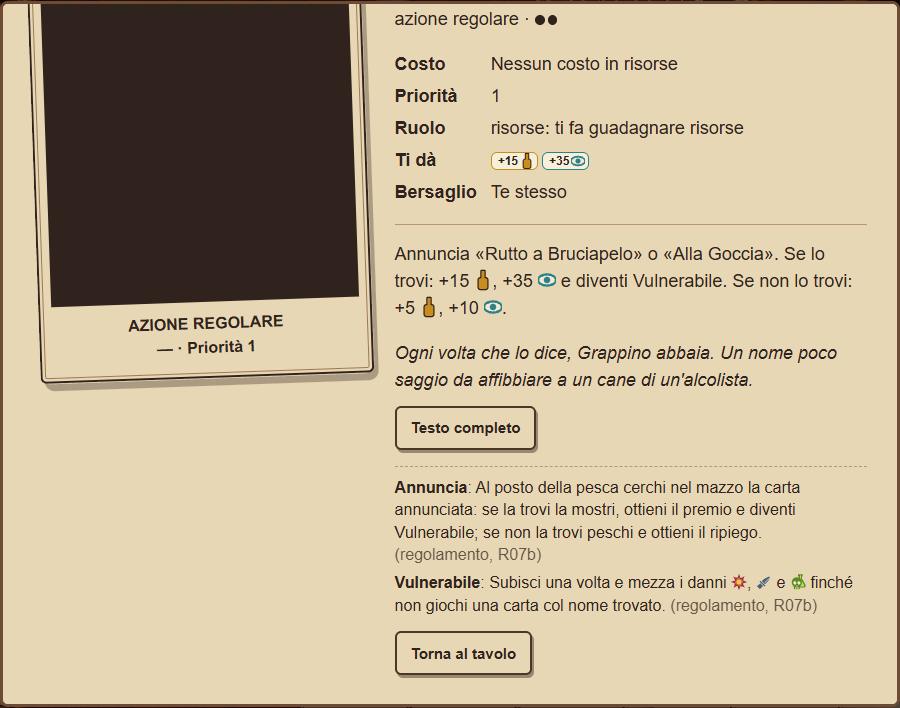 azione regolare · ●●
Costo Nessun costo in risorse
Priorità 1
Ruolo risorse: ti fa guadagnare risorse
Ti dà +15 +35
Bersaglio Te stesso
Annuncia «Rutto a Bruciapelo» o «Alla Goccia». Se lo
trovi: +15 , +35 e diventi Vulnerabile. Se non lo trovi:
+5 , +10 .
Ogni volta che lo dice, Grappino abbaia. Un nome poco
saggio da affibbiare a un cane di un'alcolista.
Testo completo
Annuncia: Al posto della pesca cerchi nel mazzo la carta
annunciata: se la trovi la mostri, ottieni il premio e diventi
Vulnerabile; se non la trovi peschi e ottieni il ripiego.
(regolamento, R07b)
Vulnerabile: Subisci una volta e mezza i danni , e finché
non giochi una carta col nome trovato. (regolamento, R07b)
Torna al tavolo
AZIONE REGOLARE
— · Priorità 1